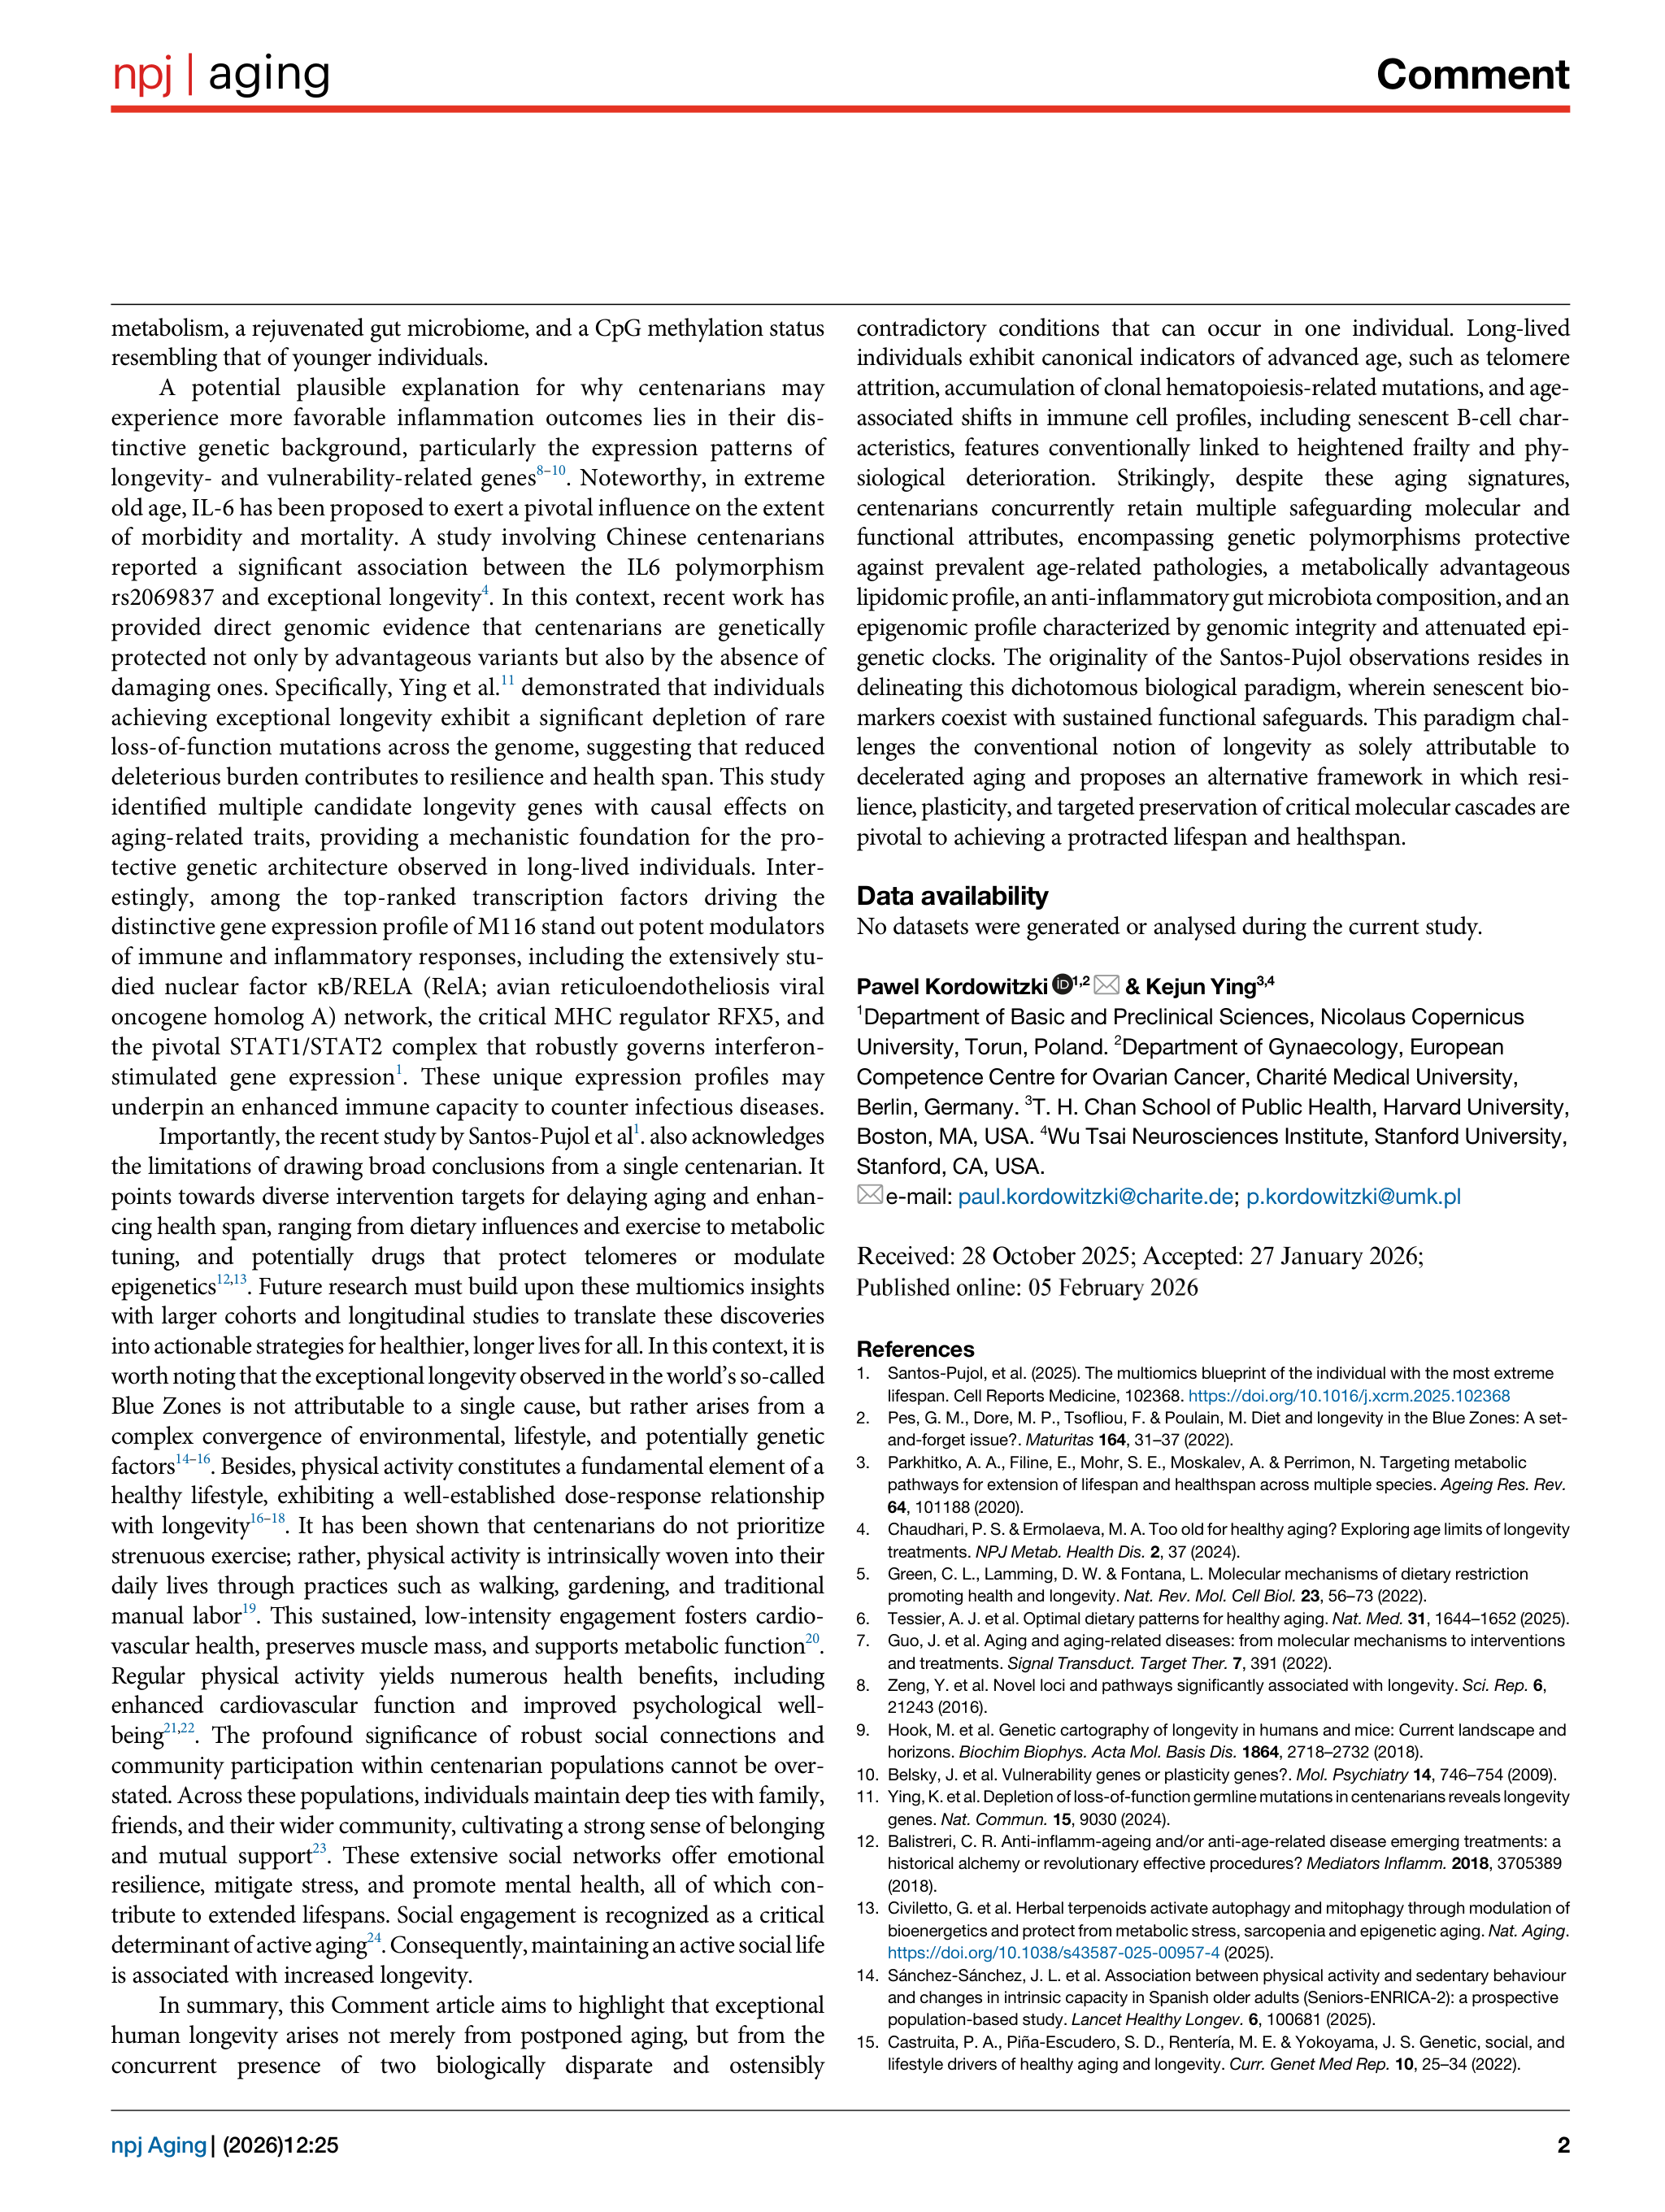 npj | aging
Comment
metabolism, a rejuvenated gut microbiome, and a CpG methylation status
resembling that of younger individuals.
A potential plausible explanation for why centenarians may
experience more favorable inflammation outcomes lies in their dis-
tinctive genetic background, particularly the expression patterns of
longevity- and vulnerability-related genes8–10. Noteworthy, in extreme
old age, IL-6 has been proposed to exert a pivotal influence on the extent
of morbidity and mortality. A study involving Chinese centenarians
reported a significant association between the IL6 polymorphism
rs2069837 and exceptional longevity4. In this context, recent work has
provided direct genomic evidence that centenarians are genetically
protected not only by advantageous variants but also by the absence of
damaging ones. Specifically, Ying et al.11 demonstrated that individuals
achieving exceptional longevity exhibit a significant depletion of rare
loss-of-function mutations across the genome, suggesting that reduced
deleterious burden contributes to resilience and health span. This study
identified multiple candidate longevity genes with causal effects on
aging-related traits, providing a mechanistic foundation for the pro-
tective genetic architecture observed in long-lived individuals. Inter-
estingly, among the top-ranked transcription factors driving the
distinctive gene expression profile of M116 stand out potent modulators
of immune and inflammatory responses, including the extensively stu-
died nuclear factor κB/RELA (RelA; avian reticuloendotheliosis viral
oncogene homolog A) network, the critical MHC regulator RFX5, and
the pivotal STAT1/STAT2 complex that robustly governs interferon-
stimulated gene expression1. These unique expression profiles may
underpin an enhanced immune capacity to counter infectious diseases.
Importantly, the recent study by Santos-Pujol et al1. also acknowledges
the limitations of drawing broad conclusions from a single centenarian. It
points towards diverse intervention targets for delaying aging and enhan-
cing health span, ranging from dietary influences and exercise to metabolic
tuning, and potentially drugs that protect telomeres or modulate
epigenetics12,13. Future research must build upon these multiomics insights
with larger cohorts and longitudinal studies to translate these discoveries
into actionable strategies for healthier, longer lives for all. In this context, it is
worth noting that the exceptional longevity observed in the world's so-called
Blue Zones is not attributable to a single cause, but rather arises from a
complex convergence of environmental, lifestyle, and potentially genetic
factors14–16. Besides, physical activity constitutes a fundamental element of a
healthy lifestyle, exhibiting a well-established dose-response relationship
with longevity16–18. It has been shown that centenarians do not prioritize
strenuous exercise; rather, physical activity is intrinsically woven into their
daily lives through practices such as walking, gardening, and traditional
manual labor19. This sustained, low-intensity engagement fosters cardio-
vascular health, preserves muscle mass, and supports metabolic function20.
Regular physical activity yields numerous health benefits, including
enhanced cardiovascular function and improved psychological well-
being21,22. The profound significance of robust social connections and
community participation within centenarian populations cannot be over-
stated. Across these populations, individuals maintain deep ties with family,
friends, and their wider community, cultivating a strong sense of belonging
and mutual support23. These extensive social networks offer emotional
resilience, mitigate stress, and promote mental health, all of which con-
tribute to extended lifespans. Social engagement is recognized as a critical
determinant of active aging24. Consequently, maintaining an active social life
is associated with increased longevity.
In summary, this Comment article aims to highlight that exceptional
human longevity arises not merely from postponed aging, but from the
concurrent presence of two biologically disparate and ostensibly
contradictory conditions that can occur in one individual. Long-lived
individuals exhibit canonical indicators of advanced age, such as telomere
attrition, accumulation of clonal hematopoiesis-related mutations, and age-
associated shifts in immune cell profiles, including senescent B-cell char-
acteristics, features conventionally linked to heightened frailty and phy-
siological deterioration. Strikingly, despite these aging signatures,
centenarians concurrently retain multiple safeguarding molecular and
functional attributes, encompassing genetic polymorphisms protective
against prevalent age-related pathologies, a metabolically advantageous
lipidomic profile, an anti-inflammatory gut microbiota composition, and an
epigenomic profile characterized by genomic integrity and attenuated epi-
genetic clocks. The originality of the Santos-Pujol observations resides in
delineating this dichotomous biological paradigm, wherein senescent bio-
markers coexist with sustained functional safeguards. This paradigm chal-
lenges the conventional notion of longevity as solely attributable to
decelerated aging and proposes an alternative framework in which resi-
lience, plasticity, and targeted preservation of critical molecular cascades are
pivotal to achieving a protracted lifespan and healthspan.
Data availability
No datasets were generated or analysed during the current study.
Pawel Kordowitzki iD 1,2 & Kejun Ying3,4
1Department of Basic and Preclinical Sciences, Nicolaus Copernicus
University, Torun, Poland. 2Department of Gynaecology, European
Competence Centre for Ovarian Cancer, Charité Medical University,
Berlin, Germany. 3T. H. Chan School of Public Health, Harvard University,
Boston, MA, USA. 4Wu Tsai Neurosciences Institute, Stanford University,
Stanford, CA, USA.
e-mail: paul.kordowitzki@charite.de; p.kordowitzki@umk.pl
Received: 28 October 2025; Accepted: 27 January 2026;
Published online: 05 February 2026
References
1. Santos-Pujol, et al. (2025). The multiomics blueprint of the individual with the most extreme
lifespan. Cell Reports Medicine, 102368. https://doi.org/10.1016/j.xcrm.2025.102368
2. Pes, G. M., Dore, M. P., Tsofliou, F. & Poulain, M. Diet and longevity in the Blue Zones: A set-
and-forget issue?. Maturitas 164, 31–37 (2022).
3. Parkhitko, A. A., Filine, E., Mohr, S. E., Moskalev, A. & Perrimon, N. Targeting metabolic
pathways for extension of lifespan and healthspan across multiple species. Ageing Res. Rev.
64, 101188 (2020).
4. Chaudhari, P. S. & Ermolaeva, M. A. Too old for healthy aging? Exploring age limits of longevity
treatments. NPJ Metab. Health Dis. 2, 37 (2024).
5. Green, C. L., Lamming, D. W. & Fontana, L. Molecular mechanisms of dietary restriction
promoting health and longevity. Nat. Rev. Mol. Cell Biol. 23, 56–73 (2022).
6. Tessier, A. J. et al. Optimal dietary patterns for healthy aging. Nat. Med. 31, 1644–1652 (2025).
7. Guo, J. et al. Aging and aging-related diseases: from molecular mechanisms to interventions
and treatments. Signal Transduct. Target Ther. 7, 391 (2022).
8. Zeng, Y. et al. Novel loci and pathways significantly associated with longevity. Sci. Rep. 6,
21243 (2016).
9. Hook, M. et al. Genetic cartography of longevity in humans and mice: Current landscape and
horizons. Biochim Biophys. Acta Mol. Basis Dis. 1864, 2718–2732 (2018).
10. Belsky, J. et al. Vulnerability genes or plasticity genes?. Mol. Psychiatry 14, 746–754 (2009).
11. Ying, K. et al. Depletion of loss-of-function germline mutations in centenarians reveals longevity
genes. Nat. Commun. 15, 9030 (2024).
12. Balistreri, C. R. Anti-inflamm-ageing and/or anti-age-related disease emerging treatments: a
historical alchemy or revolutionary effective procedures? Mediators Inflamm. 2018, 3705389
(2018).
13. Civiletto, G. et al. Herbal terpenoids activate autophagy and mitophagy through modulation of
bioenergetics and protect from metabolic stress, sarcopenia and epigenetic aging. Nat. Aging.
https://doi.org/10.1038/s43587-025-00957-4 (2025).
14. Sánchez-Sánchez, J. L. et al. Association between physical activity and sedentary behaviour
and changes in intrinsic capacity in Spanish older adults (Seniors-ENRICA-2): a prospective
population-based study. Lancet Healthy Longev. 6, 100681 (2025).
15. Castruita, P. A., Piña-Escudero, S. D., Rentería, M. E. & Yokoyama, J. S. Genetic, social, and
lifestyle drivers of healthy aging and longevity. Curr. Genet Med Rep. 10, 25–34 (2022).
npj Aging | (2026)12:25
2